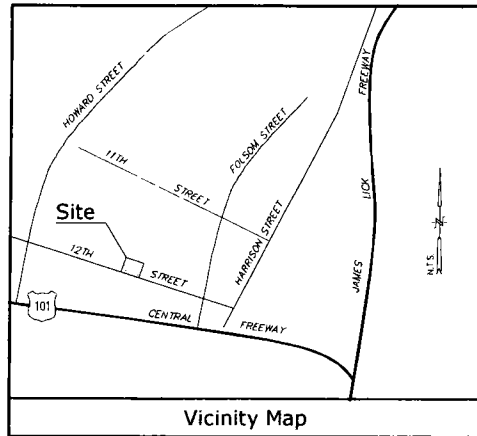 HOWARD STREET
FOLSOM STREET
FREEWAY
11TH STREET
HARRISON STREET
LICK
JAMES
N.T.S.
Site
12TH STREET
101
CENTRAL FREEWAY
Vicinity Map